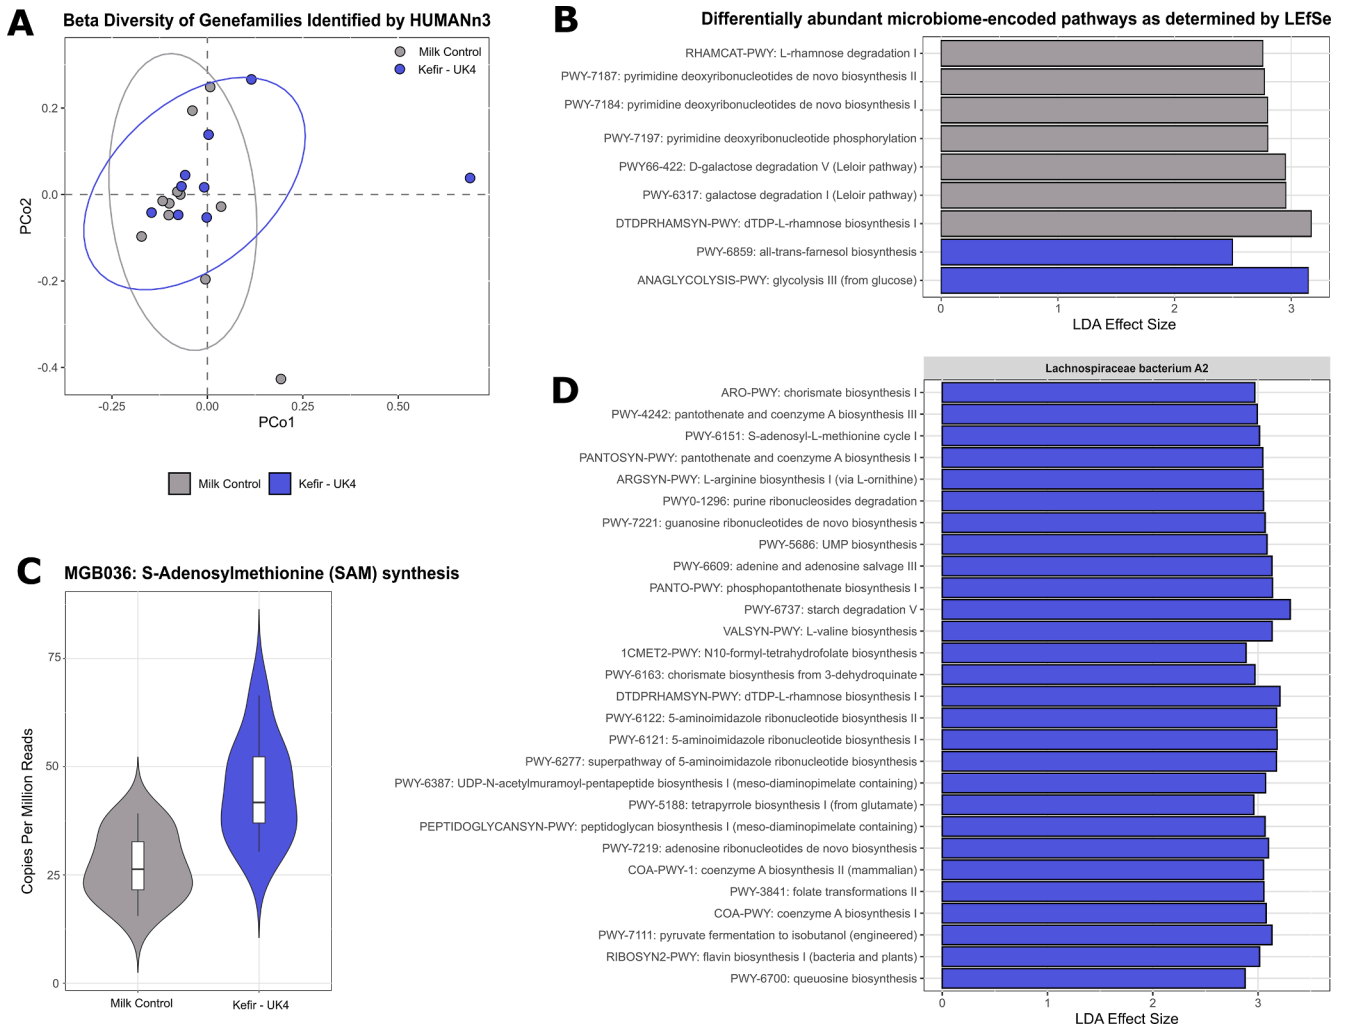 A
Beta Diversity of Genefamilies Identified by HUMANn3
Milk Control
Kefir - UK4
PCo2
0.2
0.0
-0.2
-0.4
-0.25
0.00
0.25
0.50
PCo1
Milk Control
Kefir - UK4
B
Differentially abundant microbiome-encoded pathways as determined by LEfSe
RHAMCAT-PWY: L-rhamnose degradation I
PWY-7187: pyrimidine deoxyribonucleotides de novo biosynthesis II
PWY-7184: pyrimidine deoxyribonucleotides de novo biosynthesis I
PWY-7197: pyrimidine deoxyribonucleotide phosphorylation
PWY66-422: D-galactose degradation V (Leloir pathway)
PWY-6317: galactose degradation I (Leloir pathway)
DTDPRHAMSYN-PWY: dTDP-L-rhamnose biosynthesis I
PWY-6859: all-trans-farnesol biosynthesis
ANAGLYCOLYSIS-PWY: glycolysis III (from glucose)
0
1
2
3
LDA Effect Size
C
MGB036: S-Adenosylmethionine (SAM) synthesis
Copies Per Million Reads
75
50
25
0
Milk Control
Kefir - UK4
D
Lachnospiraceae bacterium A2
ARO-PWY: chorismate biosynthesis I
PWY-4242: pantothenate and coenzyme A biosynthesis III
PWY-6151: S-adenosyl-L-methionine cycle I
PANTOSYN-PWY: pantothenate and coenzyme A biosynthesis I
ARGSYN-PWY: L-arginine biosynthesis I (via L-ornithine)
PWY0-1296: purine ribonucleosides degradation
PWY-7221: guanosine ribonucleotides de novo biosynthesis
PWY-5686: UMP biosynthesis
PWY-6609: adenine and adenosine salvage III
PANTO-PWY: phosphopantothenate biosynthesis I
PWY-6737: starch degradation V
VALSYN-PWY: L-valine biosynthesis
1CMET2-PWY: N10-formyl-tetrahydrofolate biosynthesis
PWY-6163: chorismate biosynthesis from 3-dehydroquinate
DTDPRHAMSYN-PWY: dTDP-L-rhamnose biosynthesis I
PWY-6122: 5-aminoimidazole ribonucleotide biosynthesis II
PWY-6121: 5-aminoimidazole ribonucleotide biosynthesis I
PWY-6277: superpathway of 5-aminoimidazole ribonucleotide biosynthesis
PWY-6387: UDP-N-acetylmuramoyl-pentapeptide biosynthesis I (meso-diaminopimelate containing)
PWY-5188: tetrapyrrole biosynthesis I (from glutamate)
PEPTIDOGLYCANSYN-PWY: peptidoglycan biosynthesis I (meso-diaminopimelate containing)
PWY-7219: adenosine ribonucleotides de novo biosynthesis
COA-PWY-1: coenzyme A biosynthesis II (mammalian)
PWY-3841: folate transformations II
COA-PWY: coenzyme A biosynthesis I
PWY-7111: pyruvate fermentation to isobutanol (engineered)
RIBOSYN2-PWY: flavin biosynthesis I (bacteria and plants)
PWY-6700: queuosine biosynthesis
0
1
2
3
LDA Effect Size